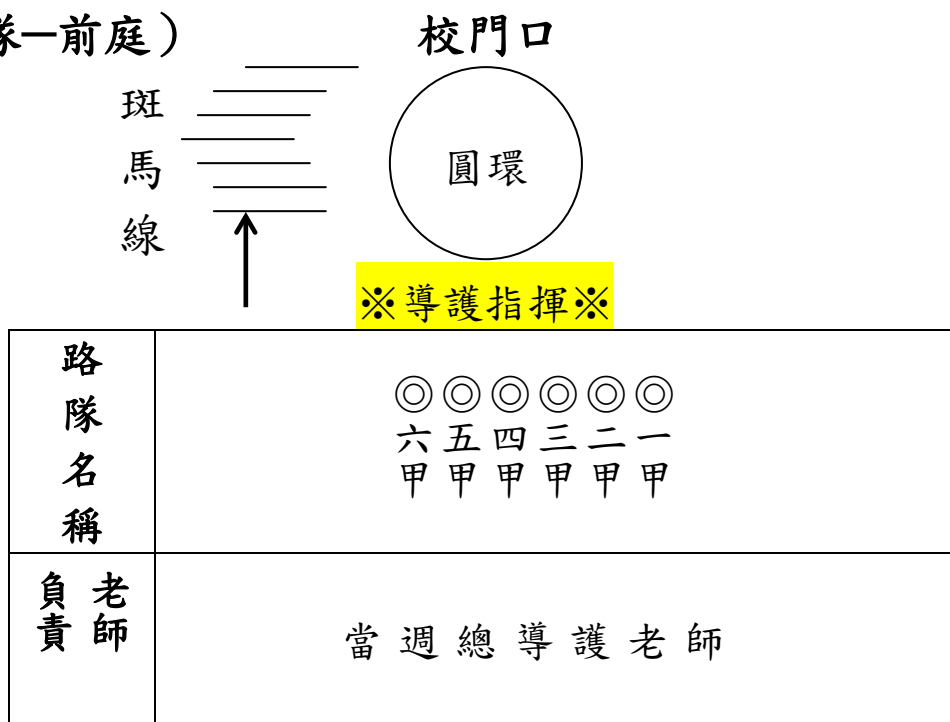 隊—前庭）
校門口
斑馬線
圓環
※導護指揮※
路隊名稱
◎◎◎◎◎◎
六五四三二一
甲甲甲甲甲甲
負責老師
當週總導護老師